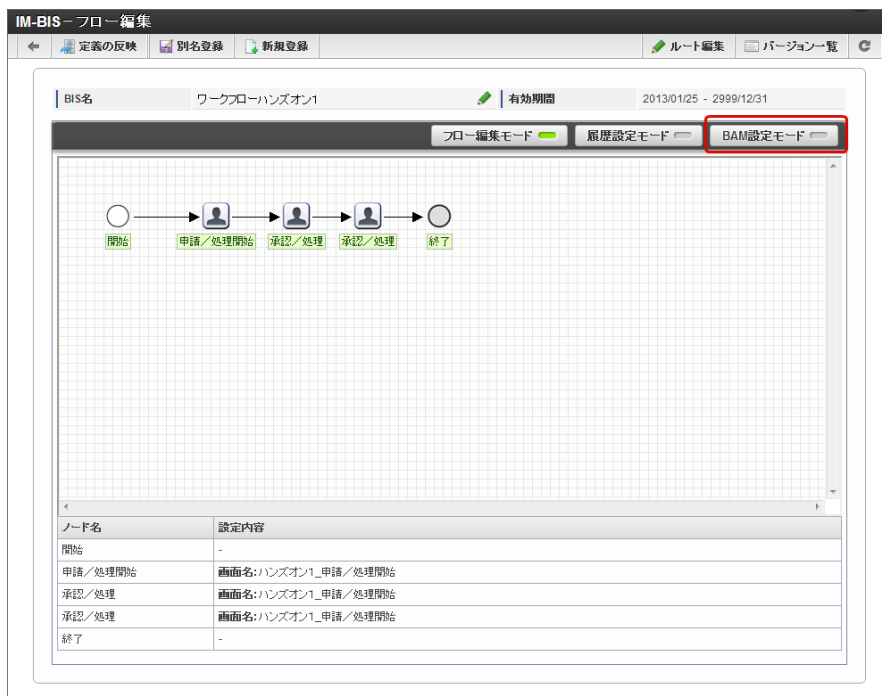 IM-BIS－フロー編集
定義の反映 別名登録 新規登録 ルート編集 バージョン一覧
BIS名 ワークフローハンズオン1 有効期間 2013/01/25 - 2999/12/31
フロー編集モード 履歴設定モード BAM設定モード
開始 申請／処理開始 承認／処理 承認／処理 終了
ノード名 設定内容
開始 -
申請／処理開始 画面名:ハンズオン1_申請／処理開始
承認／処理 画面名:ハンズオン1_申請／処理開始
承認／処理 画面名:ハンズオン1_申請／処理開始
終了 -